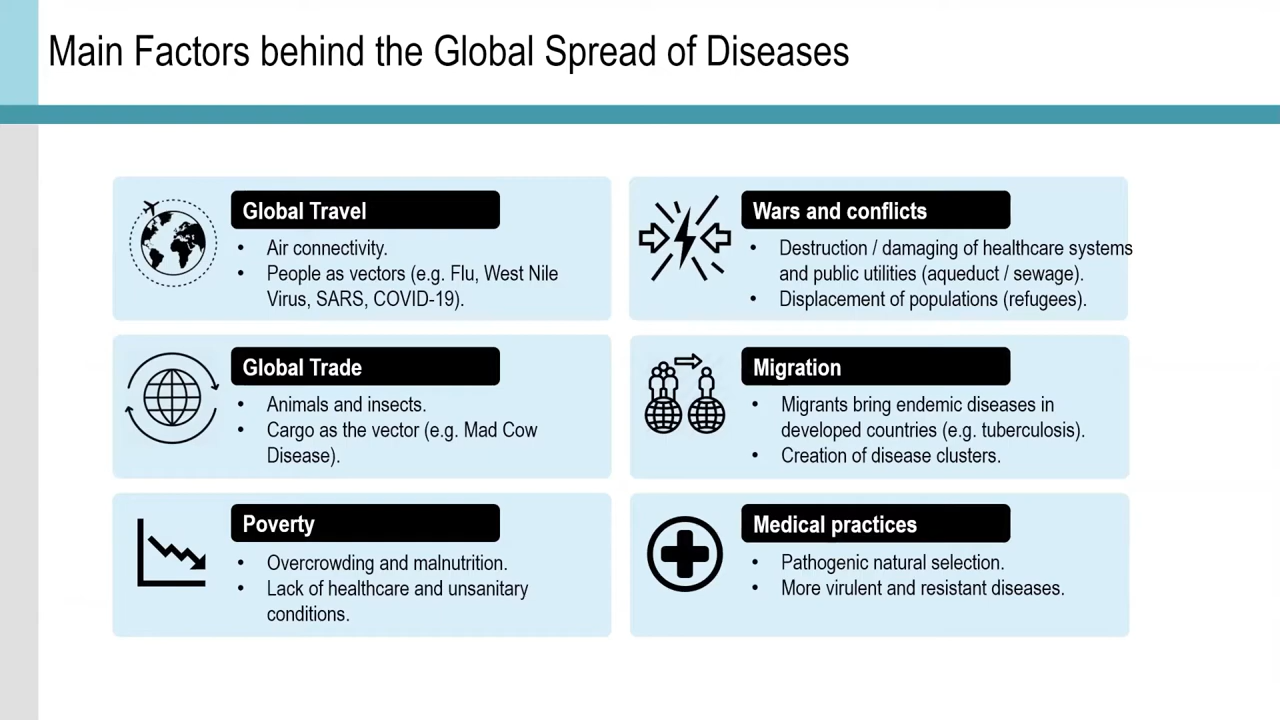 Main Factors behind the Global Spread of Diseases
Global Travel
• Air connectivity.
• People as vectors (e.g. Flu, West Nile
Virus, SARS, COVID-19).
Wars and conflicts
• Destruction / damaging of healthcare systems
and public utilities (aqueduct / sewage).
• Displacement of populations (refugees).
Global Trade
• Animals and insects.
• Cargo as the vector (e.g. Mad Cow
Disease).
Migration
• Migrants bring endemic diseases in
developed countries (e.g. tuberculosis).
• Creation of disease clusters.
Poverty
• Overcrowding and malnutrition.
• Lack of healthcare and unsanitary
conditions.
Medical practices
• Pathogenic natural selection.
• More virulent and resistant diseases.